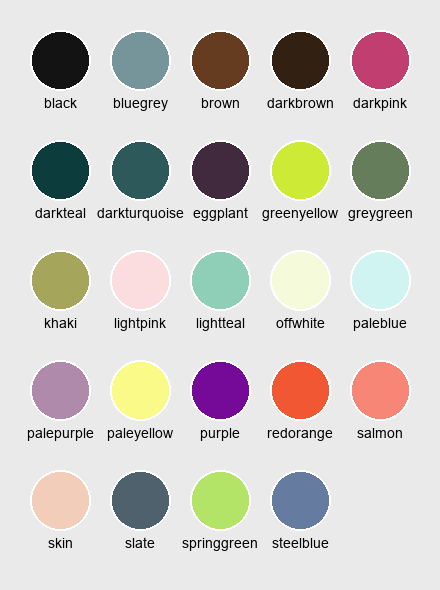 black bluegrey brown darkbrown darkpink
darkteal darkturquoise eggplant greenyellow greygreen
khaki lightpink lightteal offwhite paleblue
palepurple paleyellow purple redorange salmon
skin slate springgreen steelblue